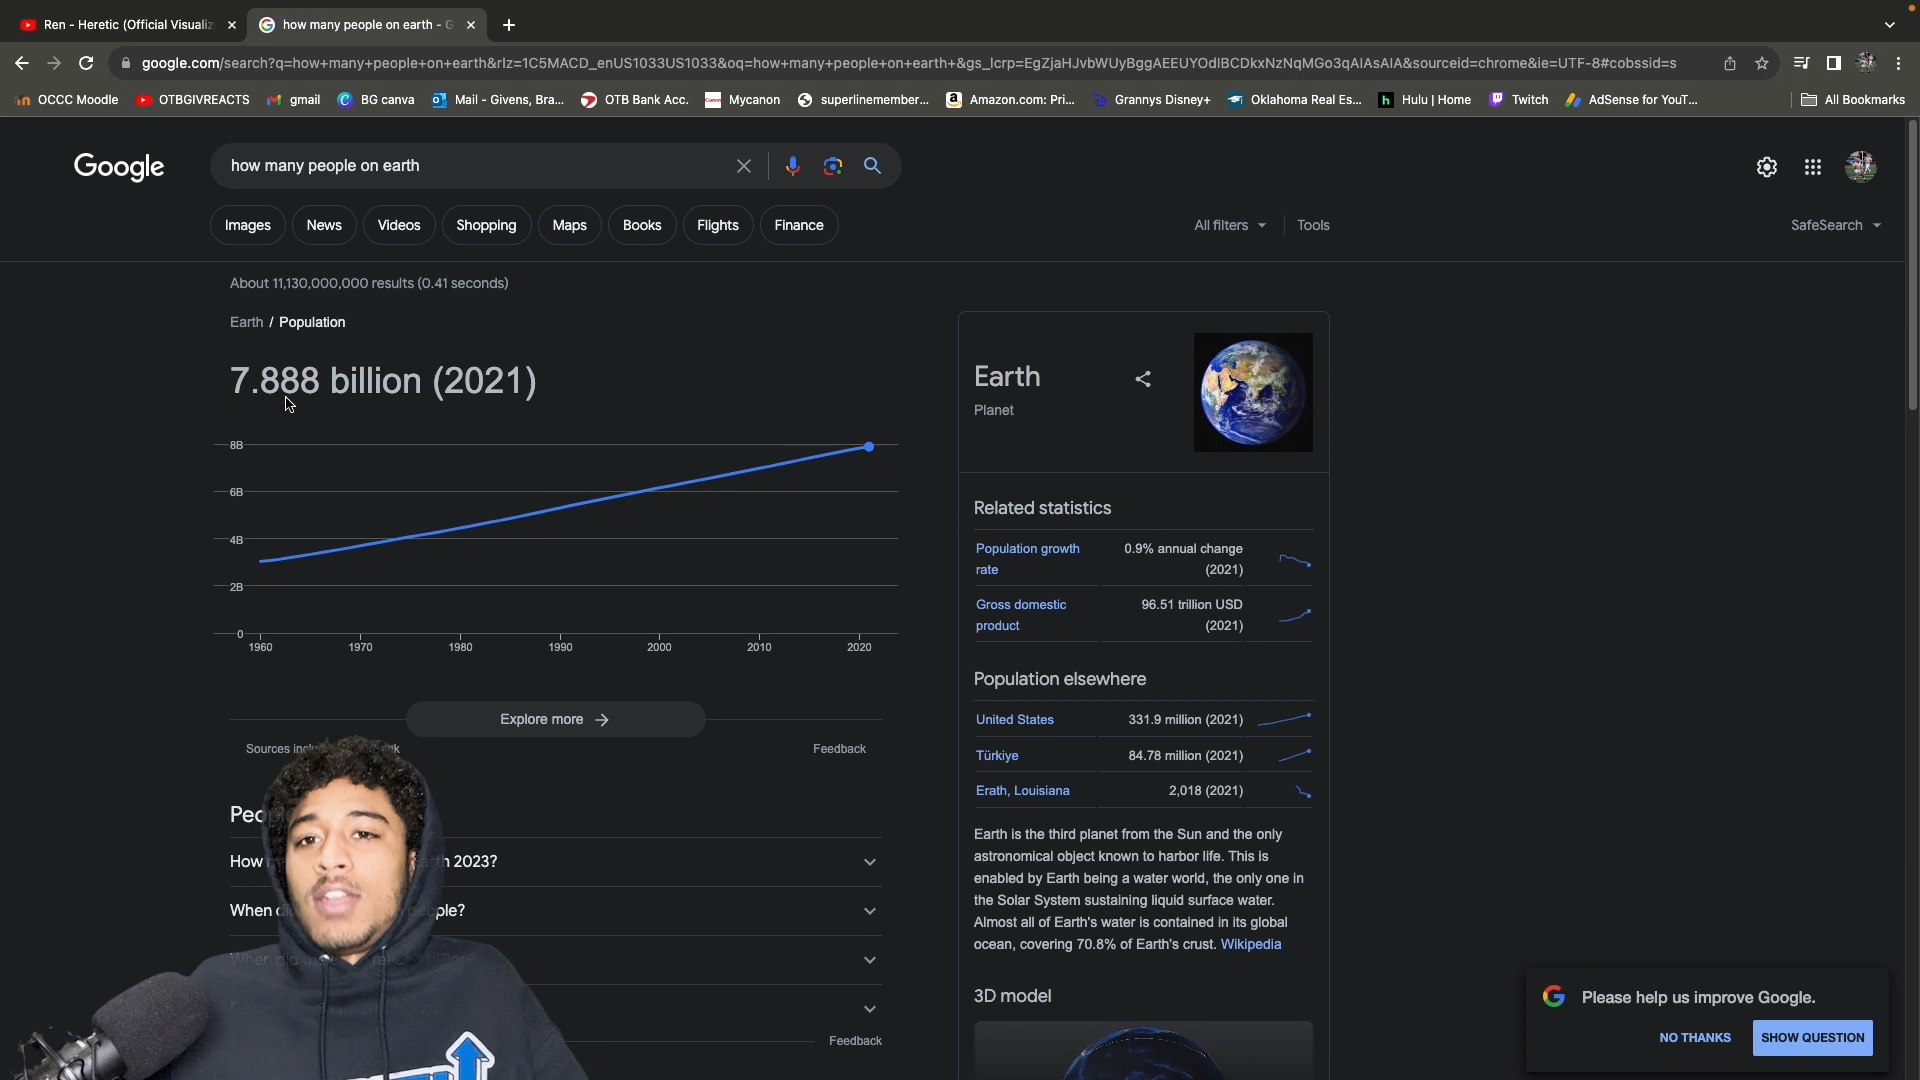 Ren - Heretic (Official Visualiz
how many people on earth - G
google.com/search?q=how+many+people+on+earth&rlz=1C5MACD_enUS1033US1033&oq=how+many+people+on+earth+&gs_lcrp=EgZjaHJvbWUyBggAEEUYOdIBCDkxNzNqMGo3qAIAsAIA&sourceid=chrome&ie=UTF-8#cobssid=s
OCCC Moodle
OTBGIVREACTS
gmail
BG canva
Mail - Givens, Bra...
OTB Bank Acc.
Mycanon
superlinemember...
Amazon.com: Pri...
Grannys Disney+
Oklahoma Real Es...
Hulu | Home
Twitch
AdSense for YouT...
All Bookmarks
Google
how many people on earth
Images
News
Videos
Shopping
Maps
Books
Flights
Finance
All filters
Tools
SafeSearch
About 11,130,000,000 results (0.41 seconds)
Earth / Population
7.888 billion (2021)
8B
6B
4B
2B
0
1960
1970
1980
1990
2000
2010
2020
Explore more
Sources
Feedback
How
2023?
When
Feedback
Earth
Planet
Related statistics
Population growth rate 0.9% annual change (2021)
Gross domestic product 96.51 trillion USD (2021)
Population elsewhere
United States 331.9 million (2021)
Türkiye 84.78 million (2021)
Erath, Louisiana 2,018 (2021)
Earth is the third planet from the Sun and the only
astronomical object known to harbor life. This is
enabled by Earth being a water world, the only one in
the Solar System sustaining liquid surface water.
Almost all of Earth's water is contained in its global
ocean, covering 70.8% of Earth's crust. Wikipedia
3D model
Please help us improve Google.
NO THANKS
SHOW QUESTION